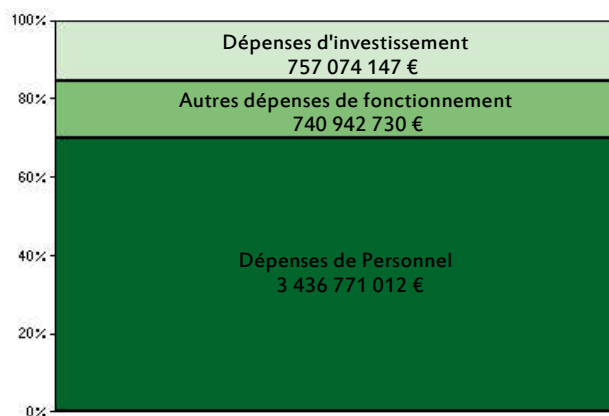 100%
Dépenses d'investissement
757 074 147 €
80%
Autres dépenses de fonctionnement
740 942 730 €
60%
40%
Dépenses de Personnel
3 436 771 012 €
20%
0%